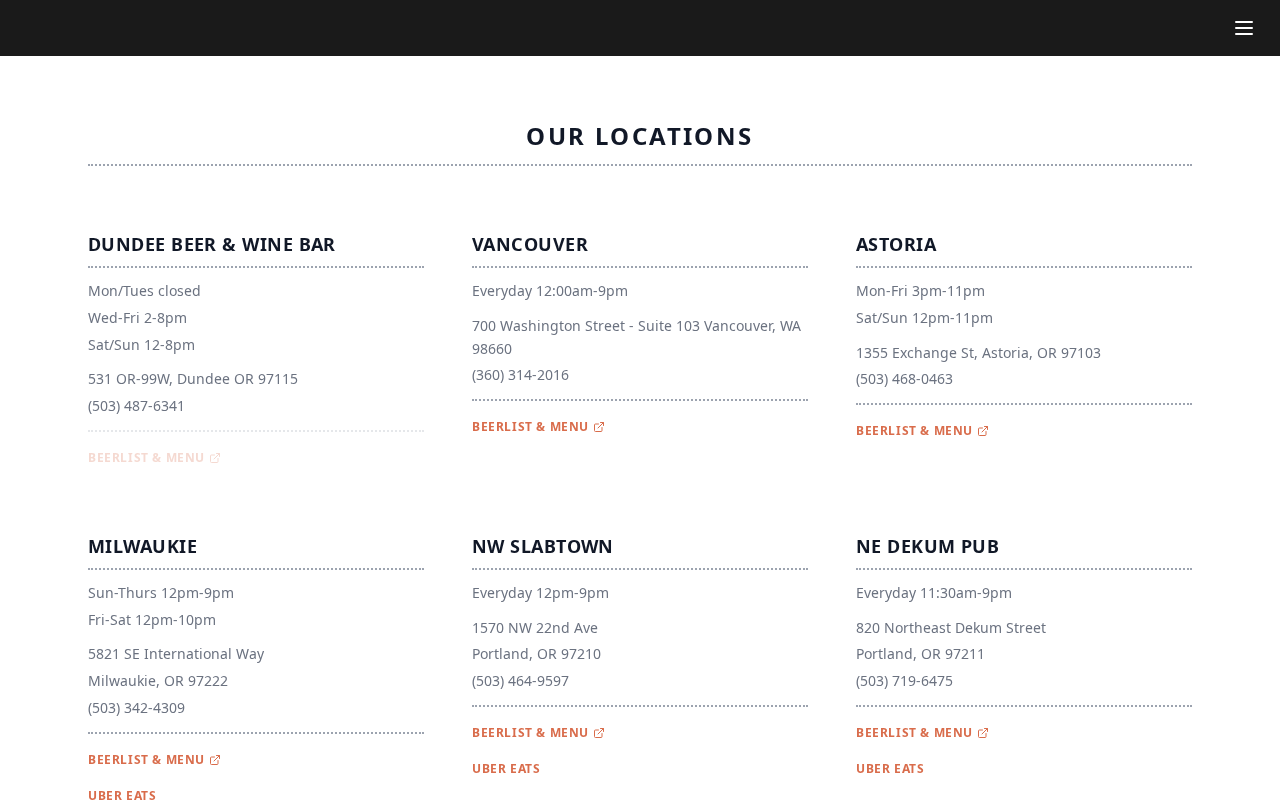 OUR LOCATIONS
DUNDEE BEER & WINE BAR
Mon/Tues closed
Wed-Fri 2-8pm
Sat/Sun 12-8pm
531 OR-99W, Dundee OR 97115
(503) 487-6341
BEERLIST & MENU
VANCOUVER
Everyday 12:00am-9pm
700 Washington Street - Suite 103 Vancouver, WA
98660
(360) 314-2016
BEERLIST & MENU
ASTORIA
Mon-Fri 3pm-11pm
Sat/Sun 12pm-11pm
1355 Exchange St, Astoria, OR 97103
(503) 468-0463
BEERLIST & MENU
MILWAUKIE
Sun-Thurs 12pm-9pm
Fri-Sat 12pm-10pm
5821 SE International Way
Milwaukie, OR 97222
(503) 342-4309
BEERLIST & MENU
UBER EATS
NW SLABTOWN
Everyday 12pm-9pm
1570 NW 22nd Ave
Portland, OR 97210
(503) 464-9597
BEERLIST & MENU
UBER EATS
NE DEKUM PUB
Everyday 11:30am-9pm
820 Northeast Dekum Street
Portland, OR 97211
(503) 719-6475
BEERLIST & MENU
UBER EATS